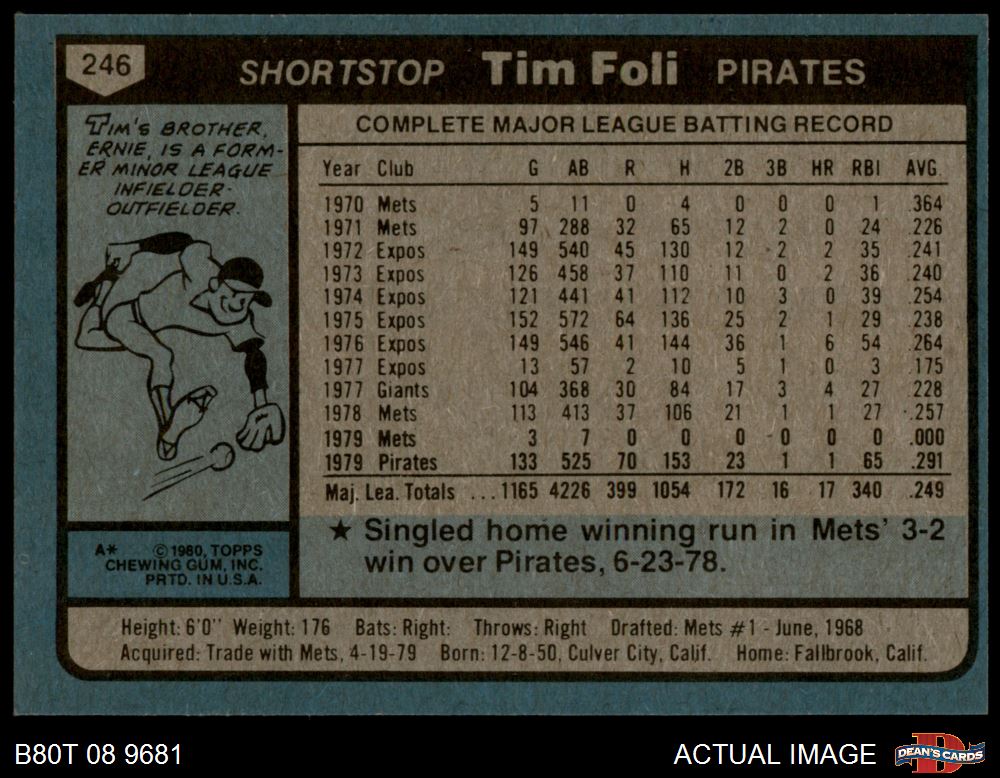 246
SHORTSTOP Tim Foli PIRATES
TIM'S BROTHER,
ERNIE, IS A FORM-
ER MINOR LEAGUE
INFIELDER-
OUTFIELDER.
A* © 1980, TOPPS
CHEWING GUM, INC.
PRTD. IN U.S.A.
COMPLETE MAJOR LEAGUE BATTING RECORD
Year Club G AB R H 2B 3B HR RBI AVG.
1970 Mets 5 11 0 4 0 0 0 1 .364
1971 Mets 97 288 32 65 12 2 0 24 .226
1972 Expos 149 540 45 130 12 2 2 35 .241
1973 Expos 126 458 37 110 11 0 2 36 .240
1974 Expos 121 441 41 112 10 3 0 39 .254
1975 Expos 152 572 64 136 25 2 1 29 .238
1976 Expos 149 546 41 144 36 1 6 54 .264
1977 Expos 13 57 2 10 5 1 0 3 .175
1977 Giants 104 368 30 84 17 3 4 27 .228
1978 Mets 113 413 37 106 21 1 1 27 .257
1979 Mets 3 7 0 0 0 0 0 0 .000
1979 Pirates 133 525 70 153 23 1 1 65 .291
Maj. Lea. Totals ... 1165 4226 399 1054 172 16 17 340 .249
★ Singled home winning run in Mets' 3-2
win over Pirates, 6-23-78.
Height: 6'0" Weight: 176 Bats: Right: Throws: Right Drafted: Mets #1 - June, 1968
Acquired: Trade with Mets, 4-19-79 Born: 12-8-50, Culver City, Calif. Home: Fallbrook, Calif.
B80T 08 9681
ACTUAL IMAGE
DEAN'S CARDS